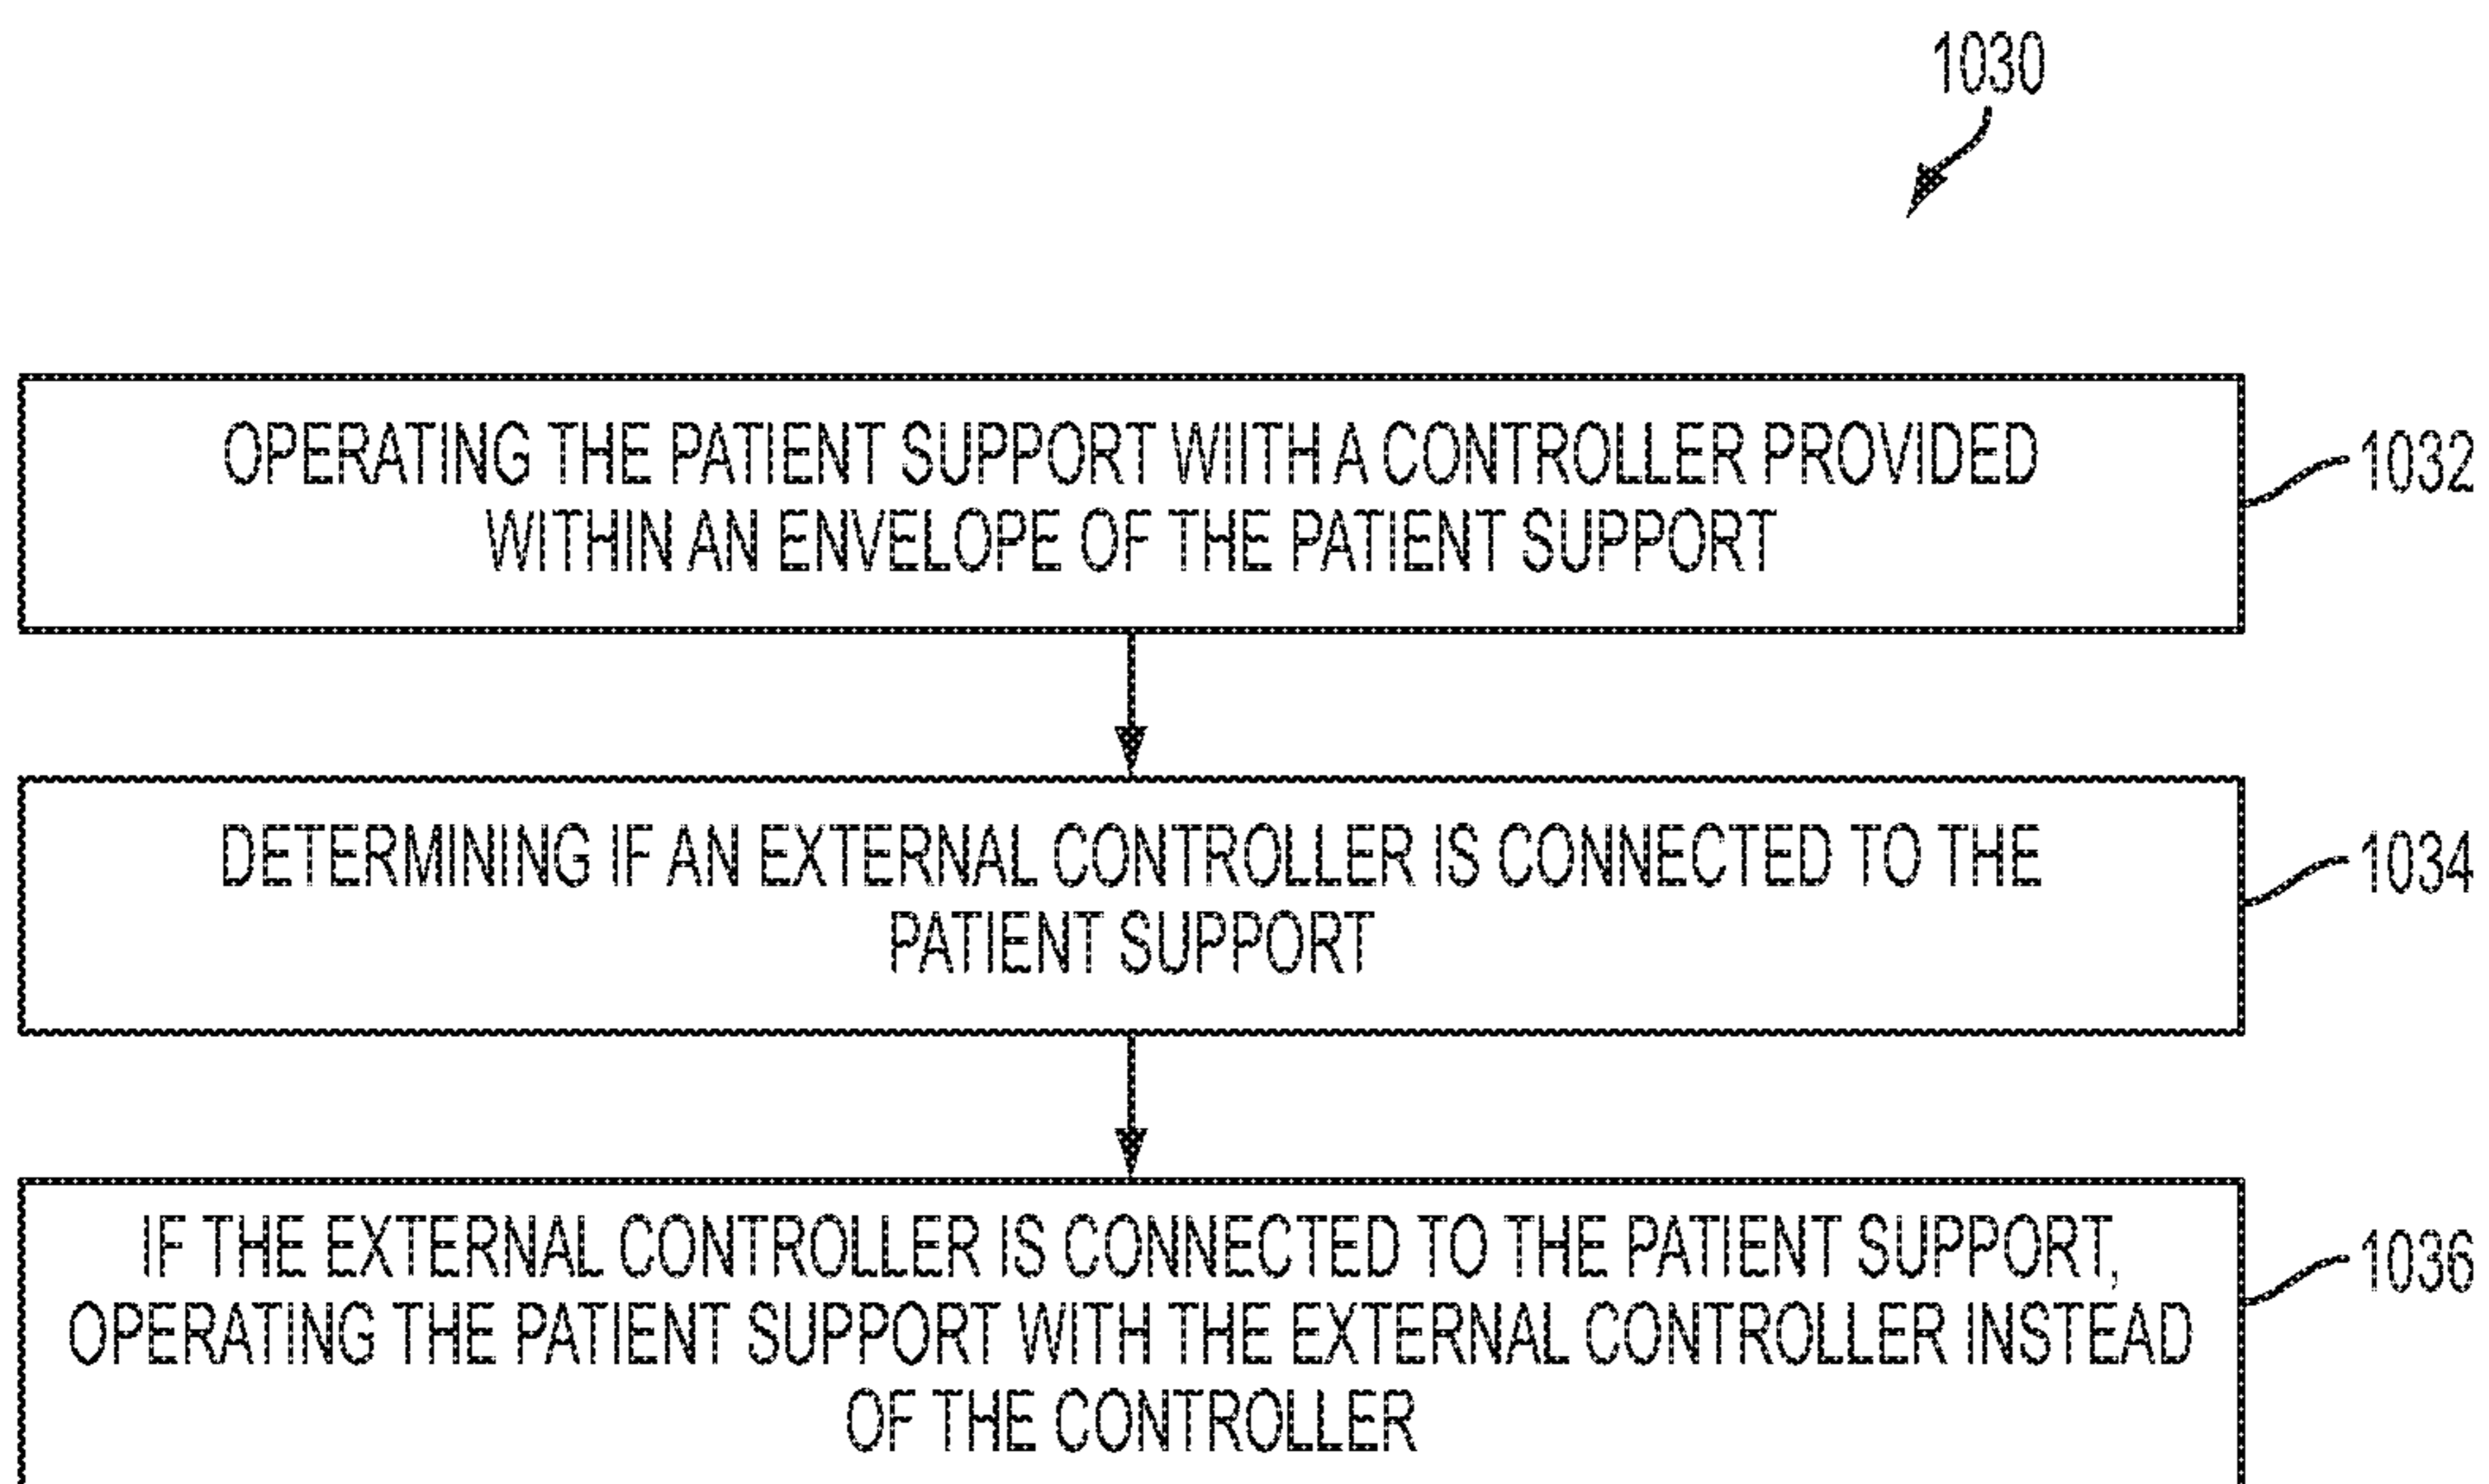 1030
OPERATING THE PATIENT SUPPORT WIITH A CONTROLLER PROVIDED
WITHIN AN ENVELOPE OF THE PATIENT SUPPORT
1032
DETERMINING IF AN EXTERNAL CONTROLLER IS CONNECTED TO THE
PATIENT SUPPORT
1034
IF THE EXTERNAL CONTROLLER IS CONNECTED TO THE PATIENT SUPPORT,
OPERATING THE PATIENT SUPPORT WITH THE EXTERNAL CONTROLLER INSTEAD
OF THE CONTROLLER
1036